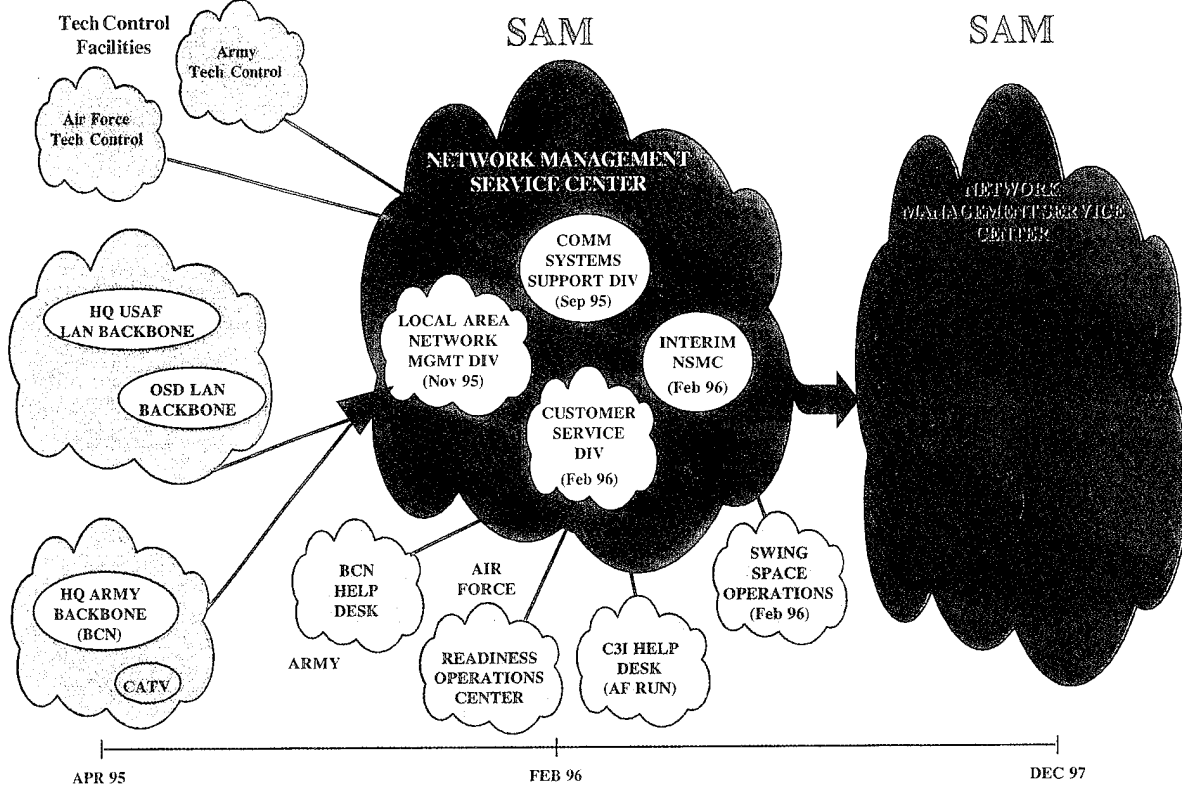 Tech Control
Facilities
Army
Tech Control
Air Force
Tech Control
SAM
SAM
NETWORK MANAGEMENT
SERVICE CENTER
NETWORK
MANAGEMENT SERVICE
CENTER
COMM
SYSTEMS
SUPPORT DIV
(Sep 95)
HQ USAF
LAN BACKBONE
OSD LAN
BACKBONE
LOCAL AREA
NETWORK
MGMT DIV
(Nov 95)
INTERIM
NSMC
(Feb 96)
CUSTOMER
SERVICE
DIV
(Feb 96)
HQ ARMY
BACKBONE
(BCN)
CATV
BCN
HELP
DESK
ARMY
AIR
FORCE
READINESS
OPERATIONS
CENTER
C3I HELP
DESK
(AF RUN)
SWING
SPACE
OPERATIONS
(Feb 96)
APR 95
FEB 96
DEC 97